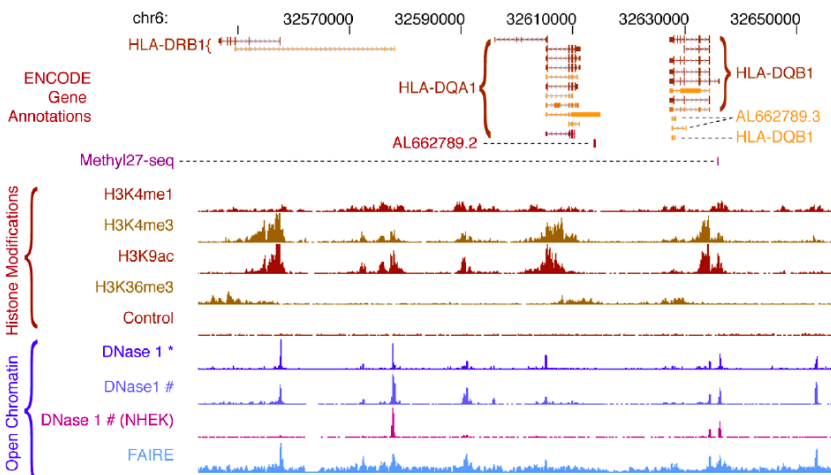 chr6: 32570000 32590000 32610000 32630000 32650000
HLA-DRB1{
ENCODE
Gene
Annotations
HLA-DQA1
HLA-DQB1
AL662789.3
AL662789.2
HLA-DQB1
Methyl27-seq
Histone Modifications
H3K4me1
H3K4me3
H3K9ac
H3K36me3
Control
Open Chromatin
DNase 1 *
DNase1 #
DNase 1 # (NHEK)
FAIRE